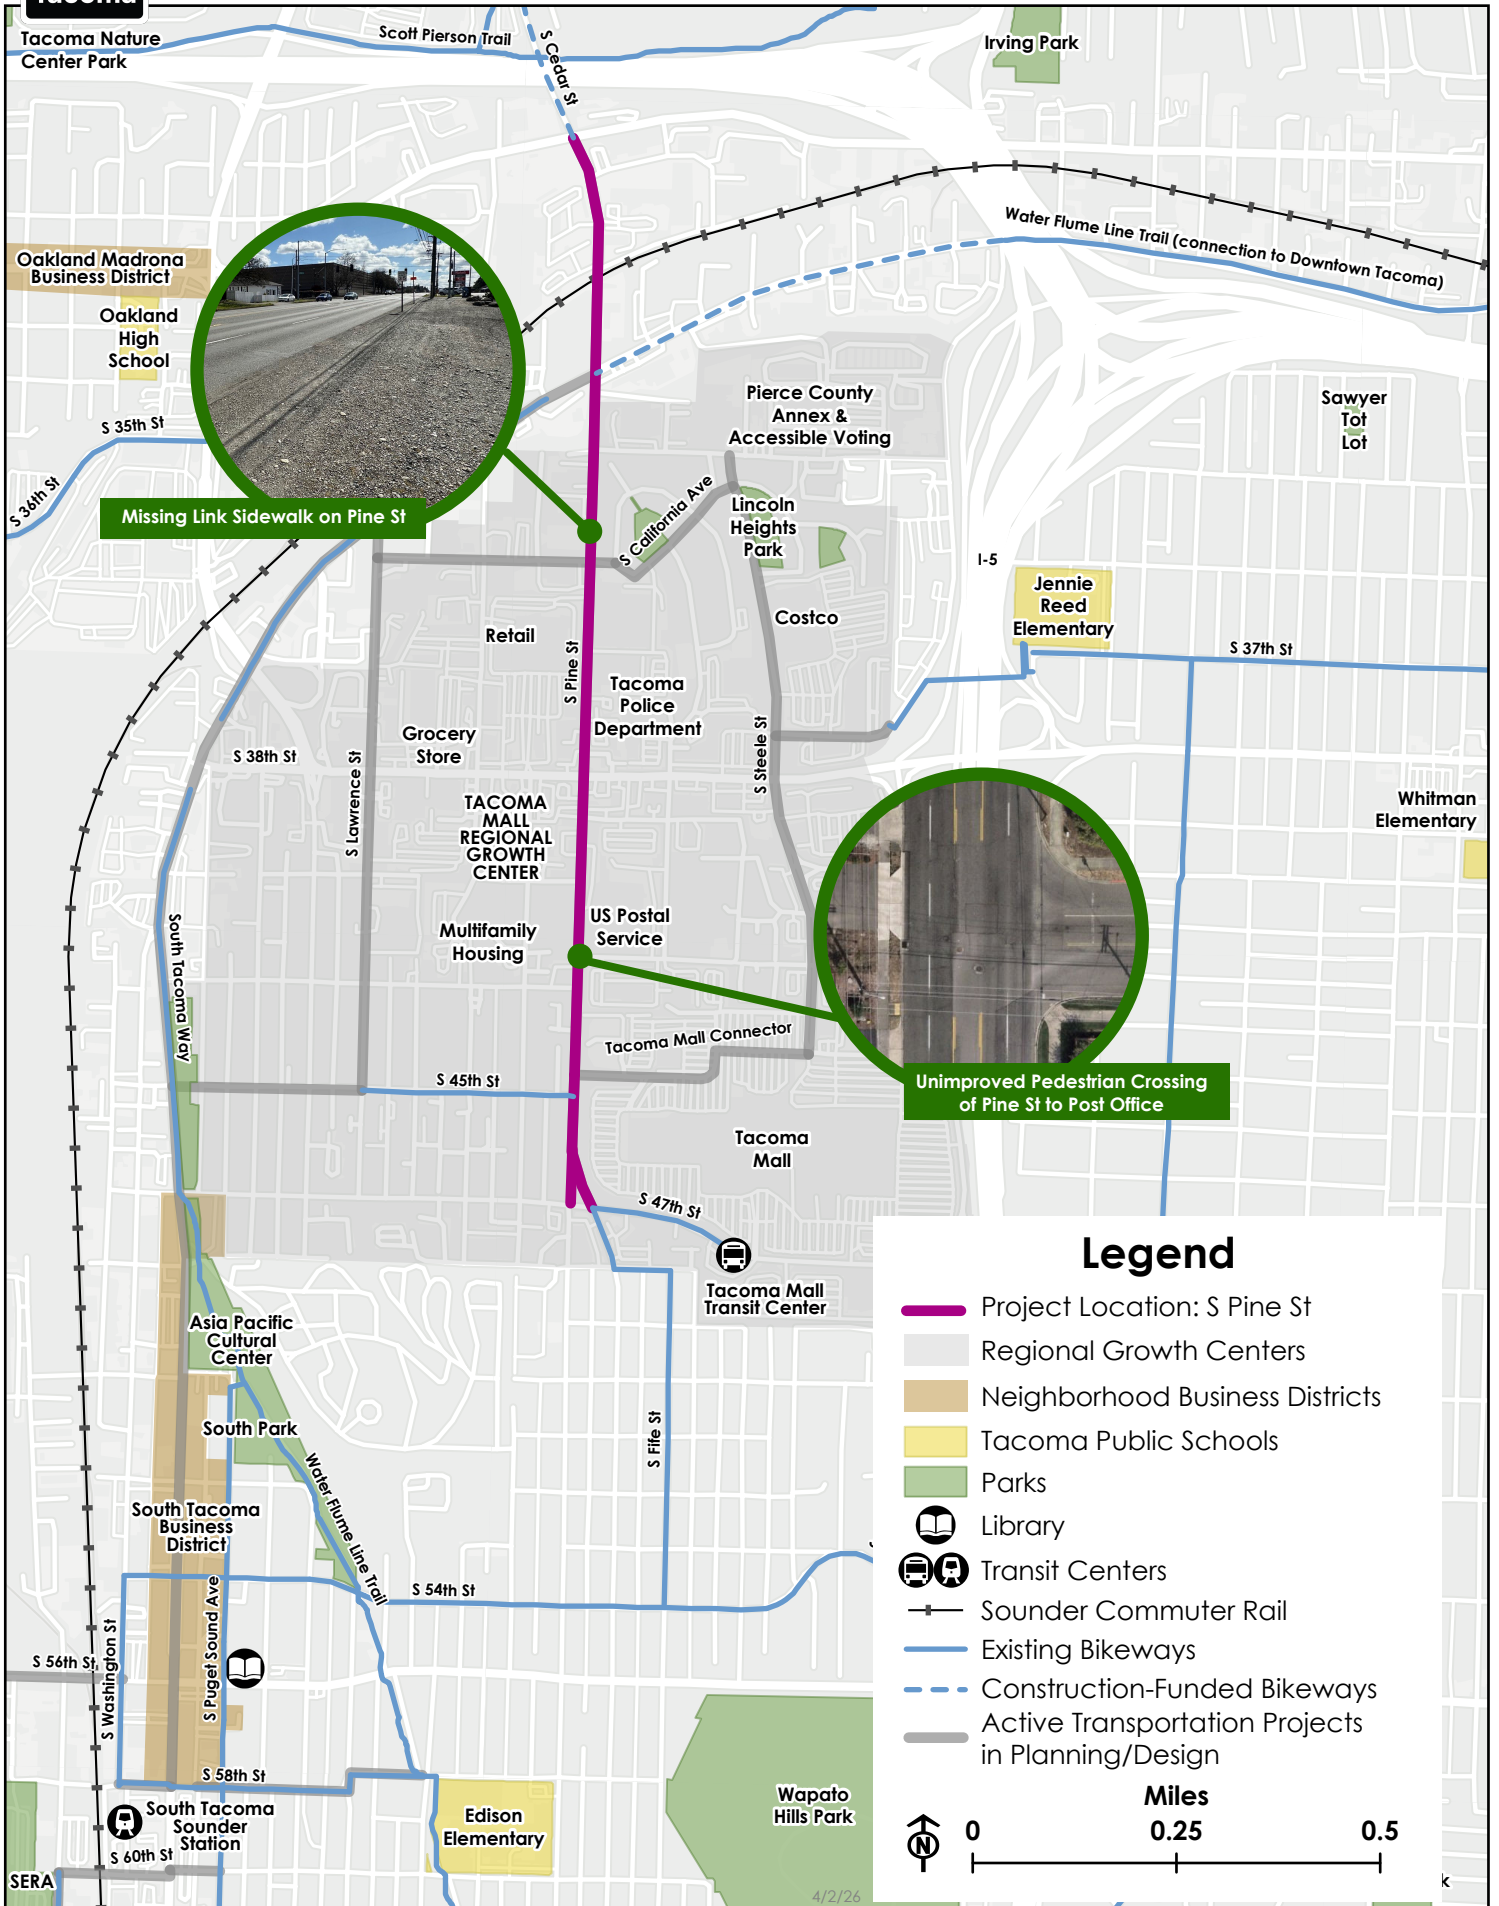 Tacoma
Tacoma Nature
Center Park
Scott Pierson Trail
S Cedar St
Irving Park
Water Flume Line Trail (connection to Downtown Tacoma)
Oakland Madrona
Business District
Oakland
High
School
S 35th St
S 36th St
Missing Link Sidewalk on Pine St
Pierce County
Annex &
Accessible Voting
Sawyer
Tot
Lot
S California Ave
Lincoln
Heights
Park
I-5
Jennie
Reed
Elementary
Costco
Retail
S 37th St
S Pine St
Tacoma
Police
Department
Grocery
Store
S 38th St
S Lawrence St
S Steele St
TACOMA
MALL
REGIONAL
GROWTH
CENTER
Whitman
Elementary
US Postal
Service
Multifamily
Housing
South Tacoma Way
Tacoma Mall Connector
S 45th St
Unimproved Pedestrian Crossing
of Pine St to Post Office
Tacoma
Mall
S 47th St
Tacoma Mall
Transit Center
Asia Pacific
Cultural
Center
South Park
S Fife St
Water Flume Line Trail
South Tacoma
Business
District
S 54th St
S Puget Sound Ave
S Washington St
S 56th St
S 58th St
South Tacoma
Sounder
Station
S 60th St
SERA
Edison
Elementary
Wapato
Hills Park
4/2/26
Legend
Project Location: S Pine St
Regional Growth Centers
Neighborhood Business Districts
Tacoma Public Schools
Parks
Library
Transit Centers
Sounder Commuter Rail
Existing Bikeways
Construction-Funded Bikeways
Active Transportation Projects
in Planning/Design
Miles
0 0.25 0.5
N